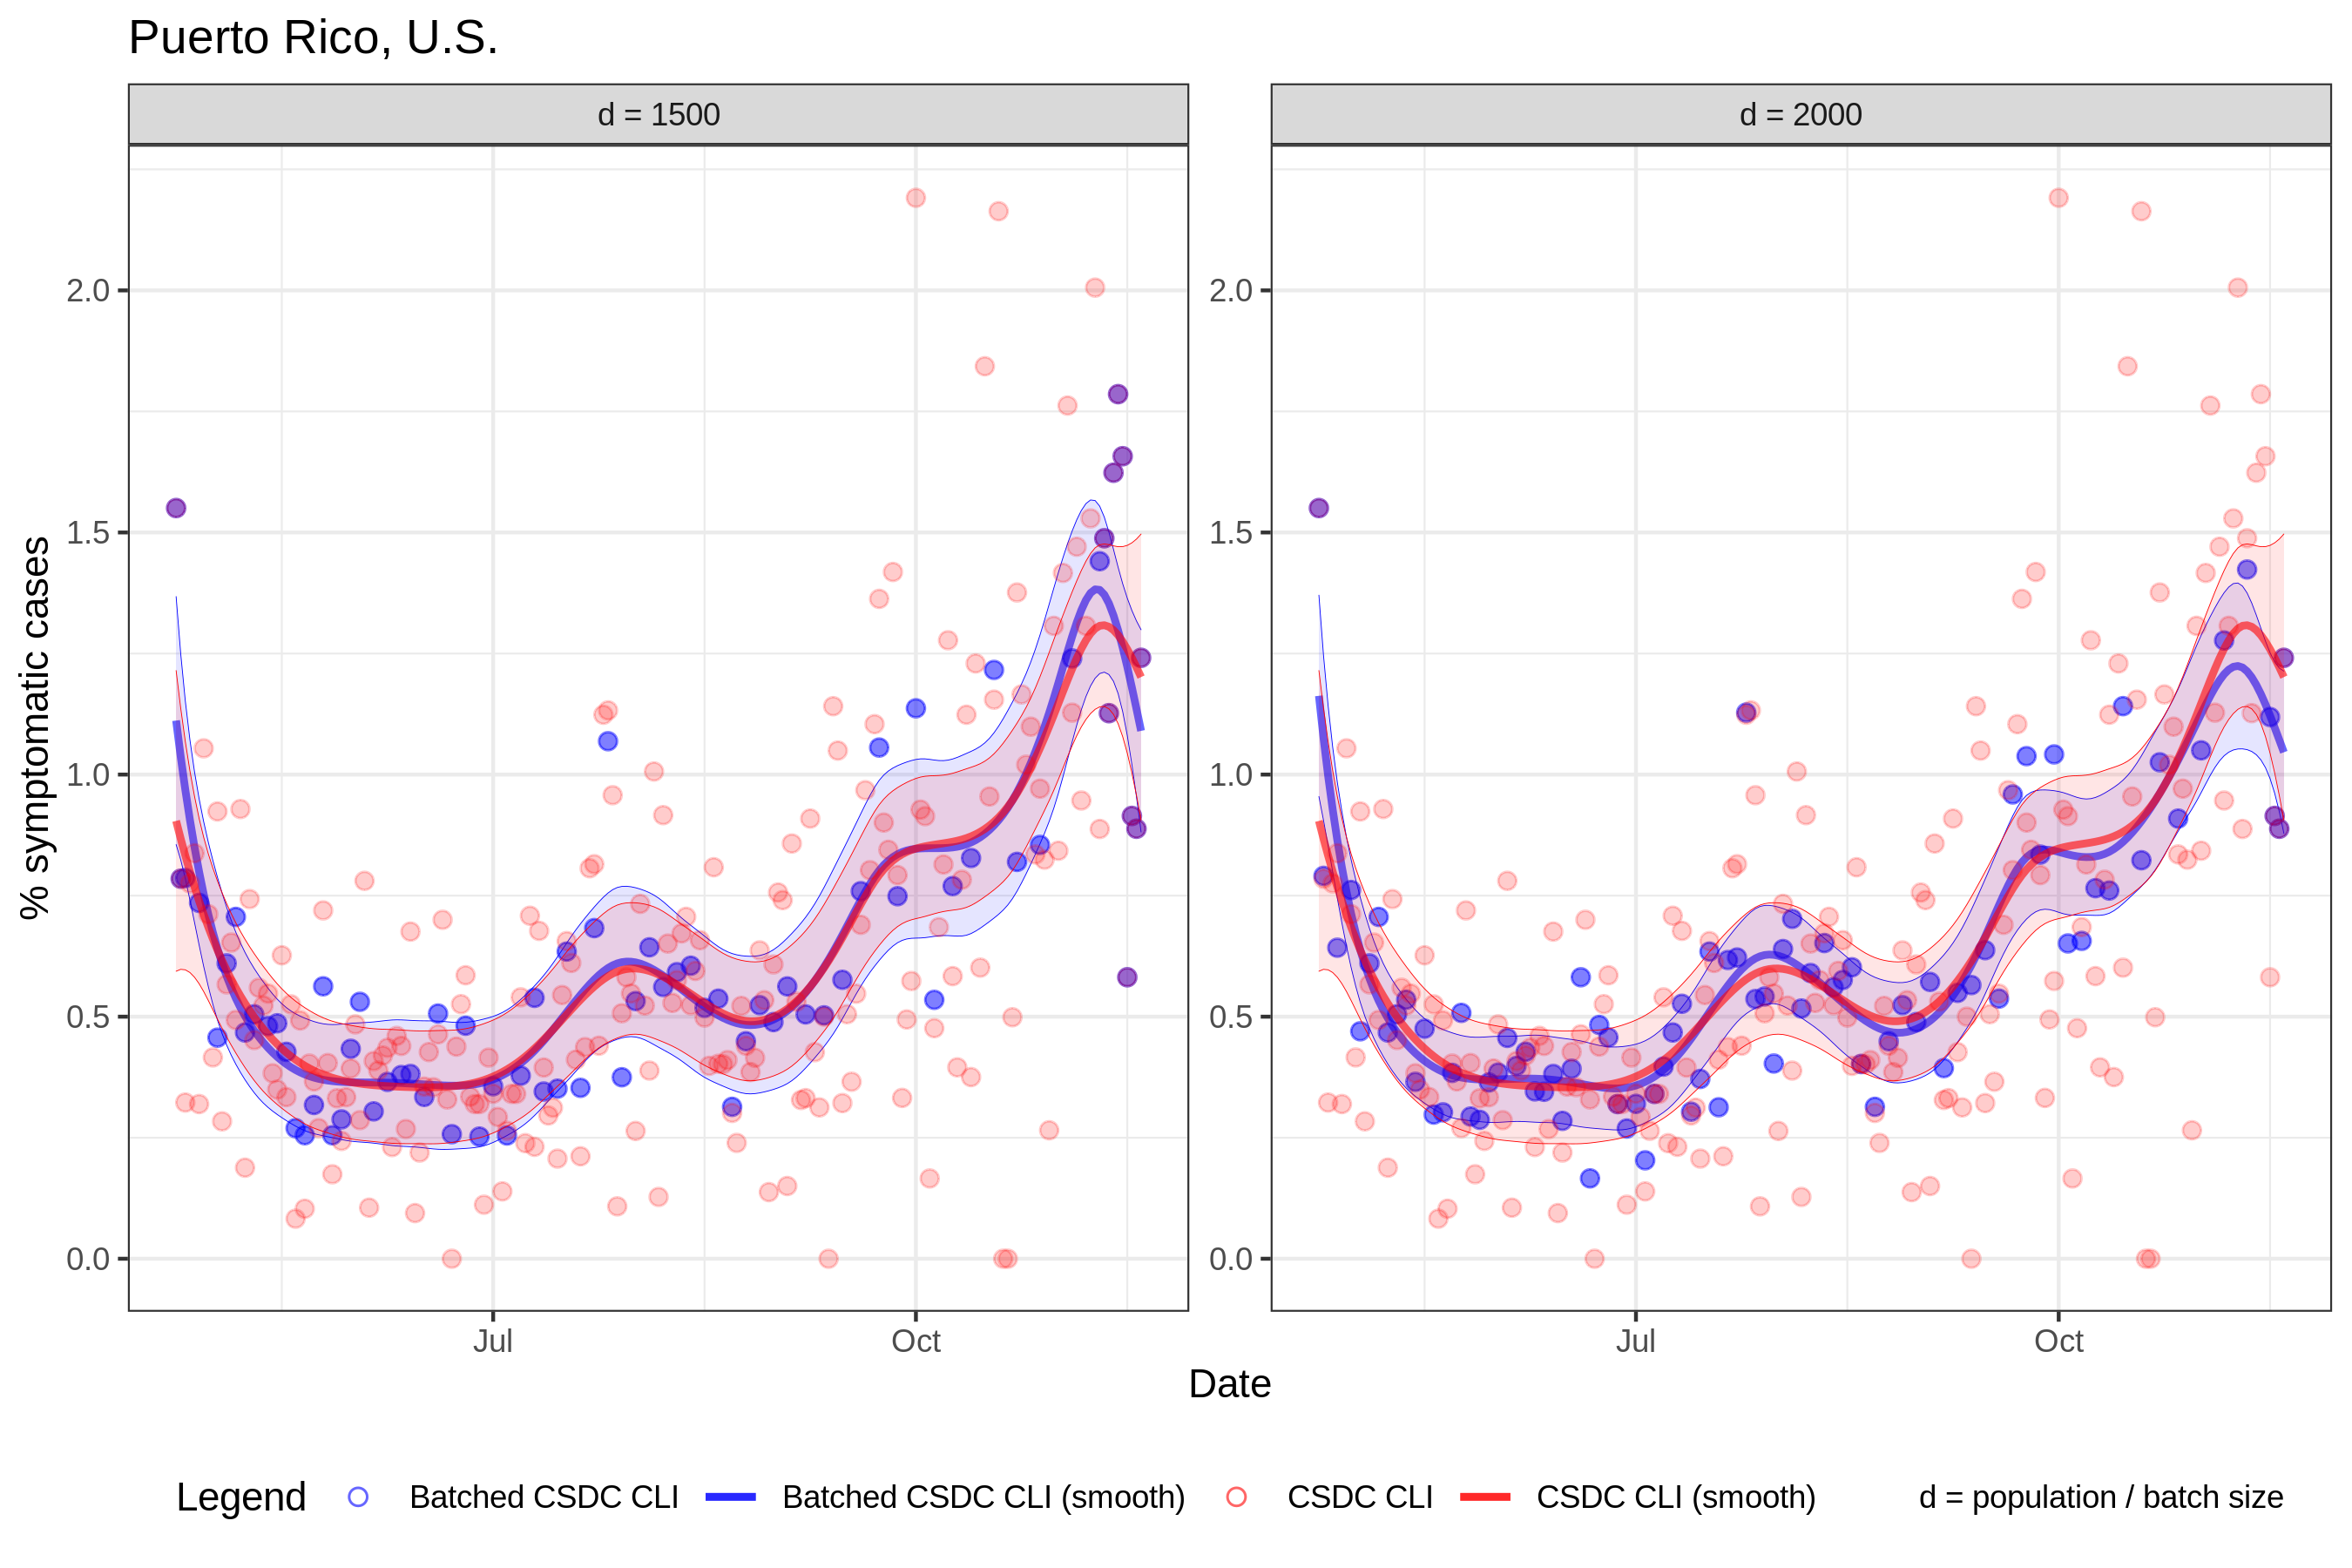 Puerto Rico, U.S.
d = 1500
d = 2000
% symptomatic cases
2.0
1.5
1.0
0.5
0.0
2.0
1.5
1.0
0.5
0.0
Jul
Oct
Jul
Oct
Date
Legend
Batched CSDC CLI
Batched CSDC CLI (smooth)
CSDC CLI
CSDC CLI (smooth)
d = population / batch size